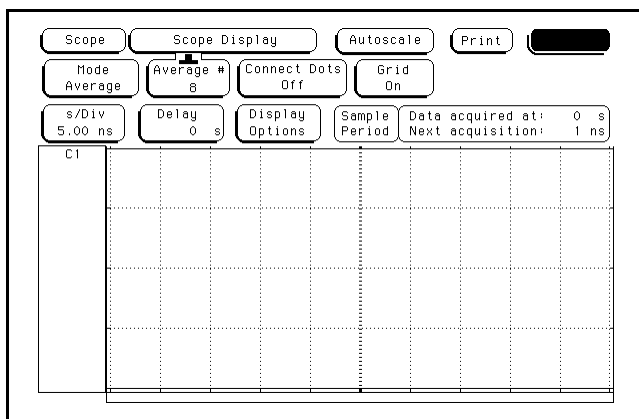 Scope Scope Display Autoscale Print
Mode Average # Connect Dots Grid
Average 8 Off On
s/Div Delay Display Sample Data acquired at: 0 s
5.00 ns 0 s Options Period Next acquisition: 1 ns
C1